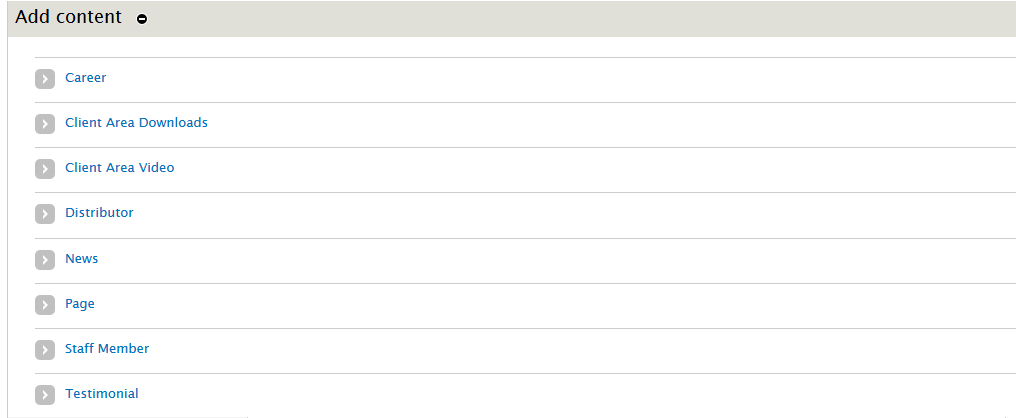 Add content
Career
Client Area Downloads
Client Area Video
Distributor
News
Page
Staff Member
Testimonial